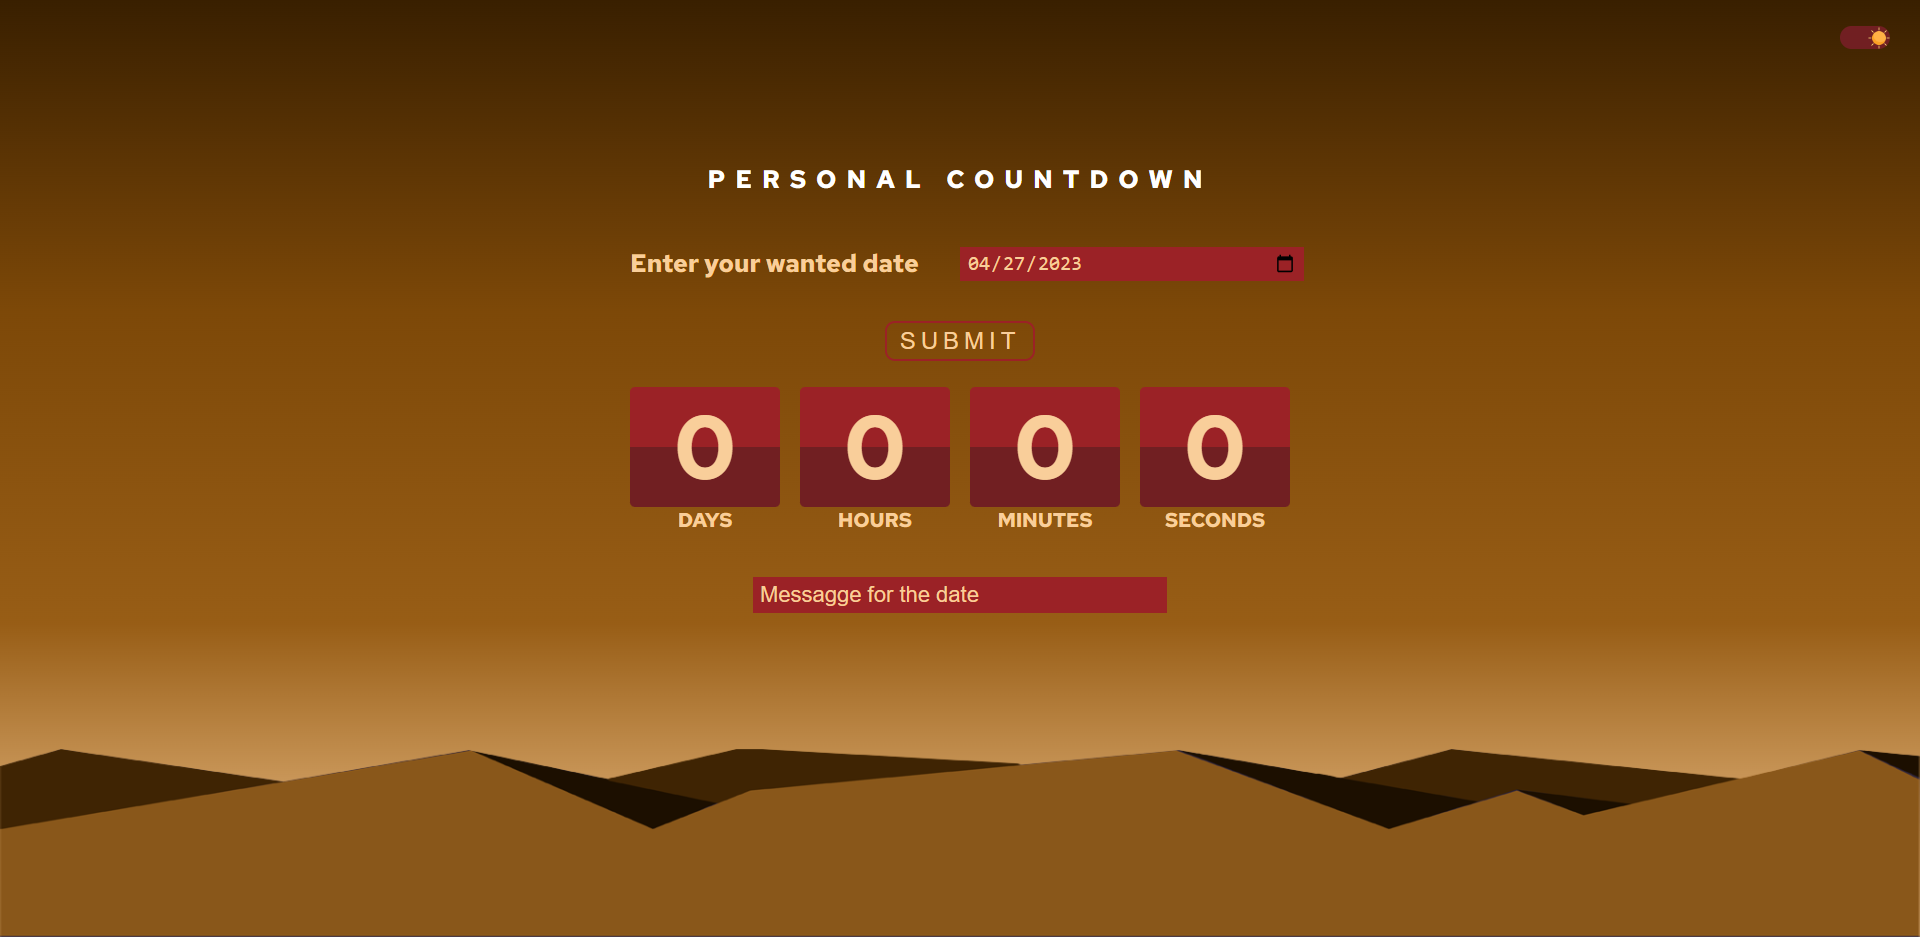 PERSONAL COUNTDOWN
Enter your wanted date 04/27/2023
SUBMIT
0 0 0 0
DAYS HOURS MINUTES SECONDS
Messagge for the date